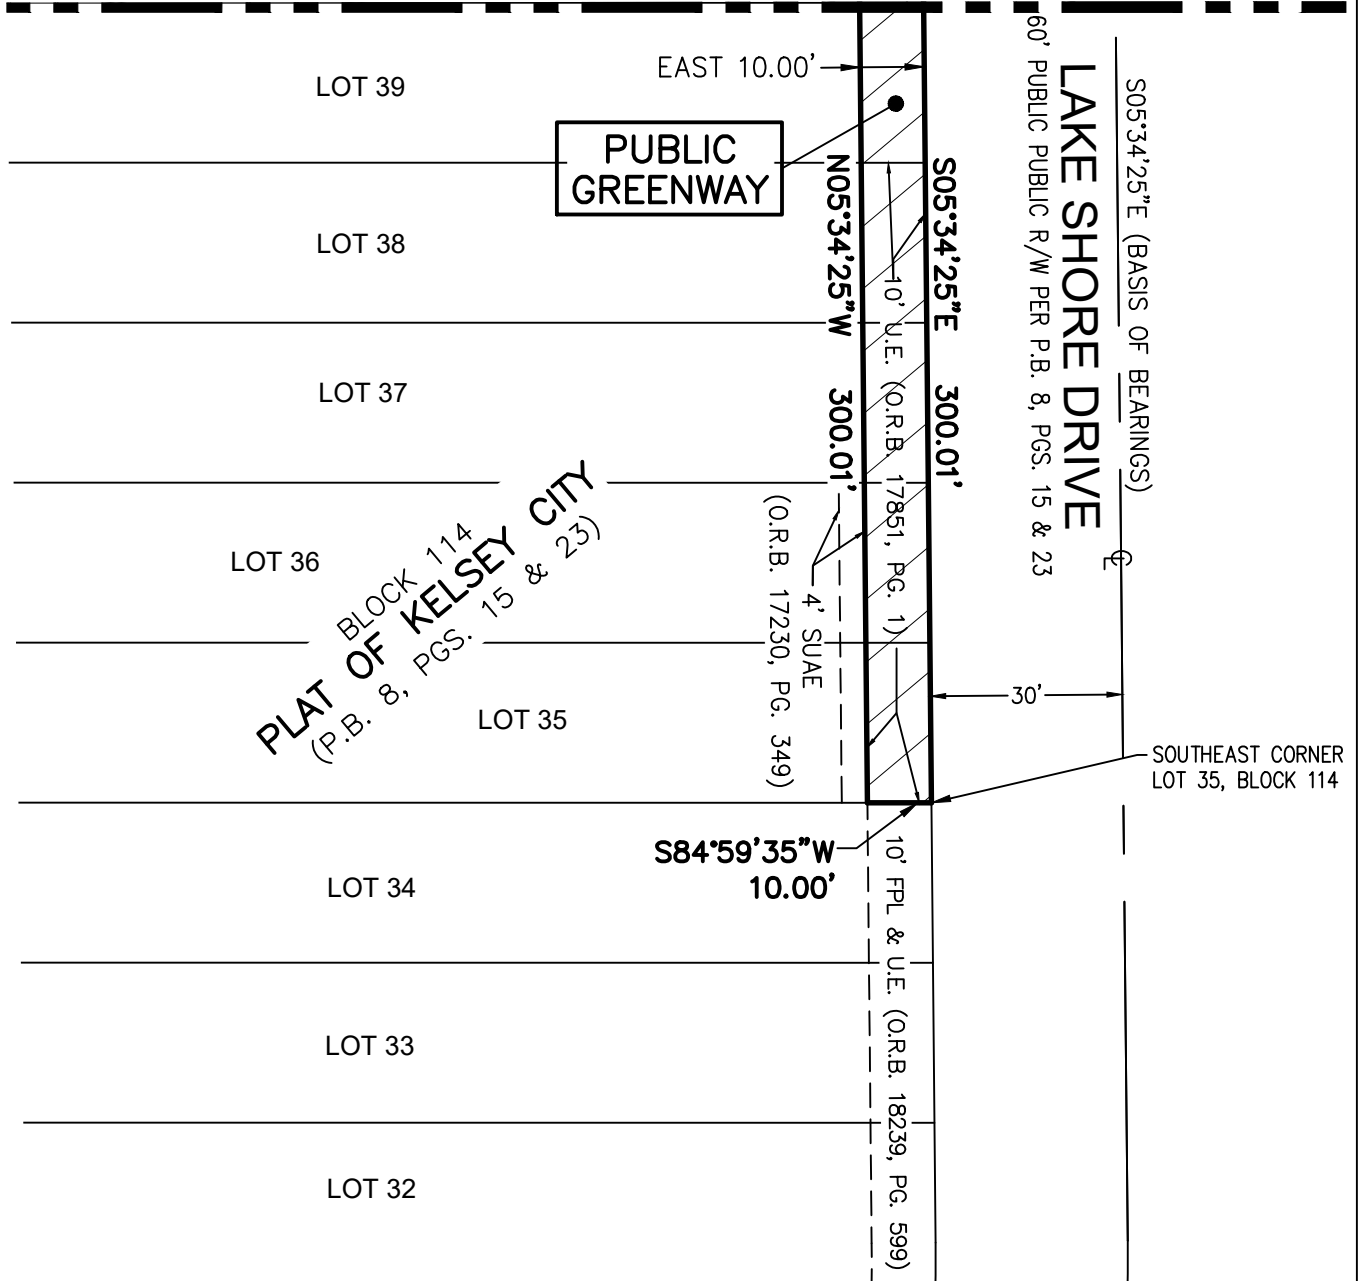 LOT 39
EAST 10.00'
PUBLIC
GREENWAY
LOT 38
LOT 37
LOT 36
LOT 35
LOT 34
LOT 33
LOT 32
BLOCK 114
PLAT OF KELSEY CITY
(P.B. 8, PGS. 15 & 23)
N05°34'25"W 300.01'
S05°34'25"E 300.01'
10' U.E. (O.R.B. 17851, PG. 1)
4' SUAE
(O.R.B. 17230, PG. 349)
S84°59'35"W
10.00'
10' FPL & U.E. (O.R.B. 18239, PG. 599)
S05°34'25"E (BASIS OF BEARINGS)
LAKE SHORE DRIVE
60' PUBLIC PUBLIC R/W PER P.B. 8, PGS. 15 & 23
℄
30'
SOUTHEAST CORNER
LOT 35, BLOCK 114